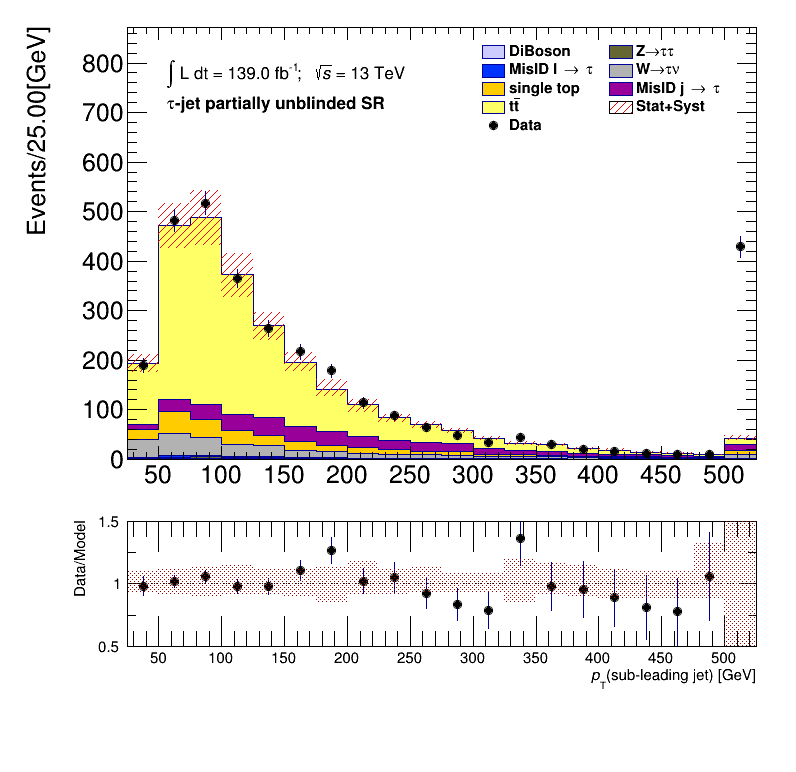 Events/25.00[GeV]
800
700
600
500
400
300
200
100
0
∫ L dt = 139.0 fb⁻¹; √s = 13 TeV
τ-jet partially unblinded SR
DiBoson
MisID l → τ
single top
tt̄
Data
Z→ττ
W→τν
MisID j → τ
Stat+Syst
50 100 150 200 250 300 350 400 450 500
Data/Model
1.5
1
0.5
50 100 150 200 250 300 350 400 450 500
p_T(sub-leading jet) [GeV]